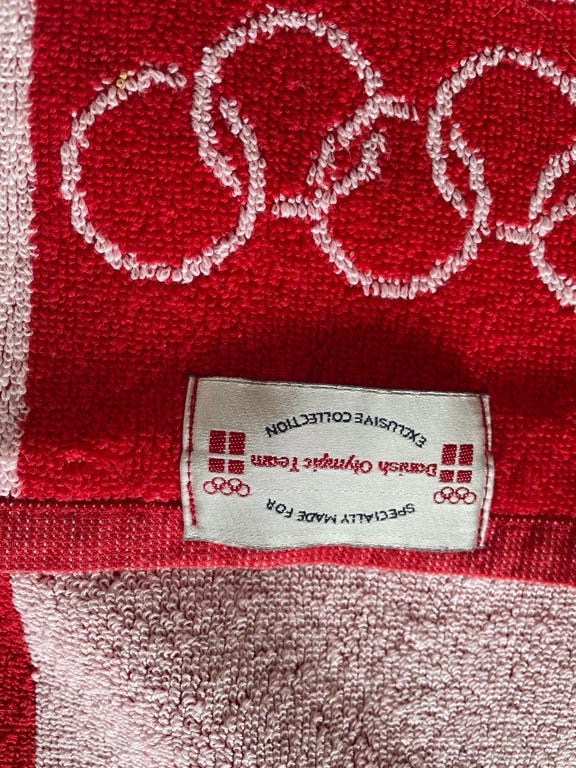 SPECIALLY MADE FOR
Danish Olympic Team
EXCLUSIVE COLLECTION